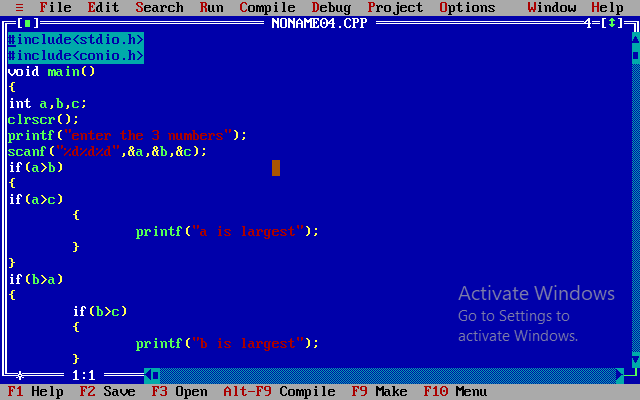 ≡ File Edit Search Run Compile Debug Project Options Window Help
[■] NONAME04.CPP 4=[↕]
#include<stdio.h>
#include<conio.h>
void main()
{
int a,b,c;
clrscr();
printf("enter the 3 numbers");
scanf("%d%d%d",&a,&b,&c);
if(a>b)
{
if(a>c)
{
printf("a is largest");
}
}
if(b>a)
{
if(b>c)
{
printf("b is largest");
}
Activate Windows
Go to Settings to
activate Windows.
1:1
F1 Help F2 Save F3 Open Alt-F9 Compile F9 Make F10 Menu